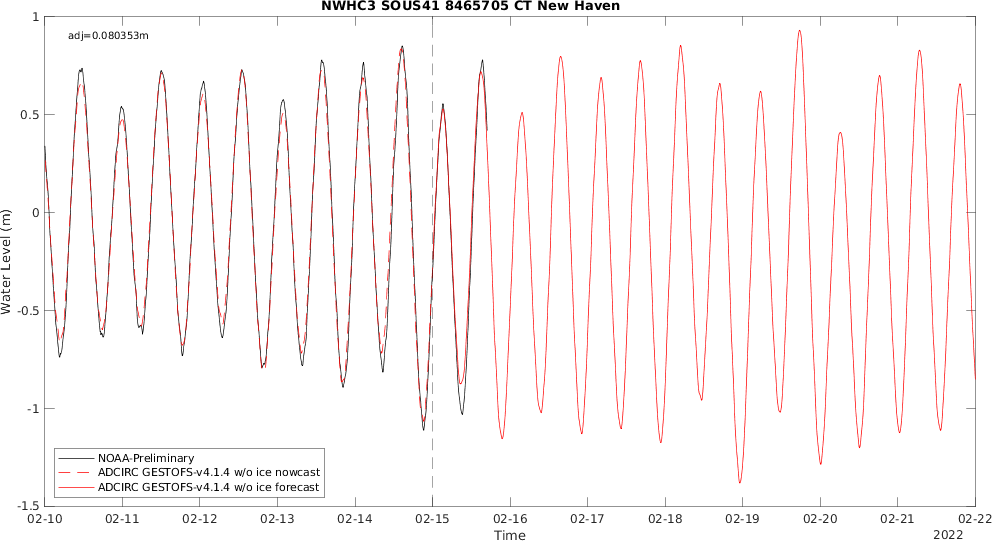 NWHC3 SOUS41 8465705 CT New Haven
adj=0.080353m
1
0.5
0
-0.5
-1
-1.5
Water Level (m)
NOAA-Preliminary
ADCIRC GESTOFS-v4.1.4 w/o ice nowcast
ADCIRC GESTOFS-v4.1.4 w/o ice forecast
02-10 02-11 02-12 02-13 02-14 02-15 02-16 02-17 02-18 02-19 02-20 02-21 02-22
Time
2022